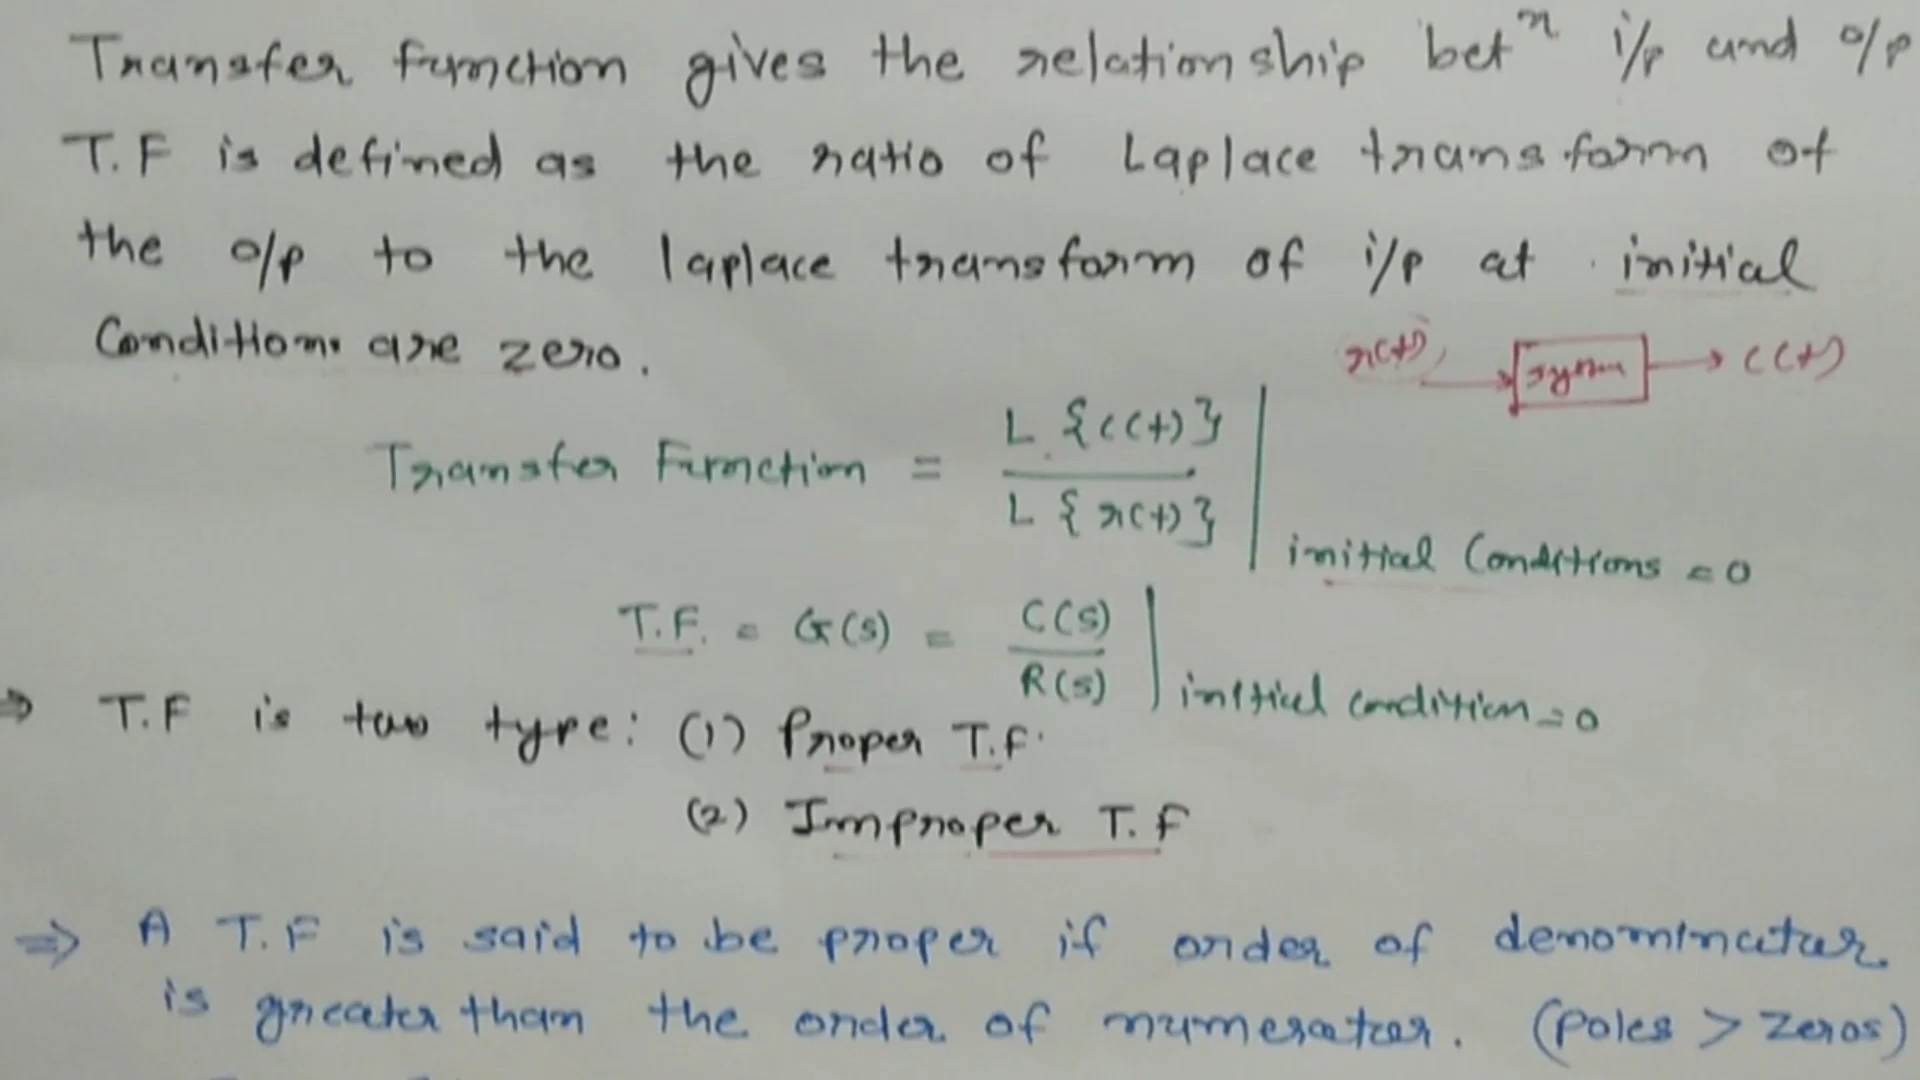 Transfer function gives the relationship betⁿ i/p and o/p
T.F is defined as the ratio of Laplace transform of
the o/p to the laplace transform of i/p at initial
Conditions are zero.
r(t) system c(t)
Transfer Function = L {c(t)} / L {r(t)} | initial Conditions = 0
T.F. = G(s) = C(s) / R(s) | initial condition = 0
⇒ T.F is two type: (1) Proper T.F.
(2) Improper T.F
⇒ A T.F is said to be proper if order of denominator
is greater than the order of numerator. (poles > zeros)